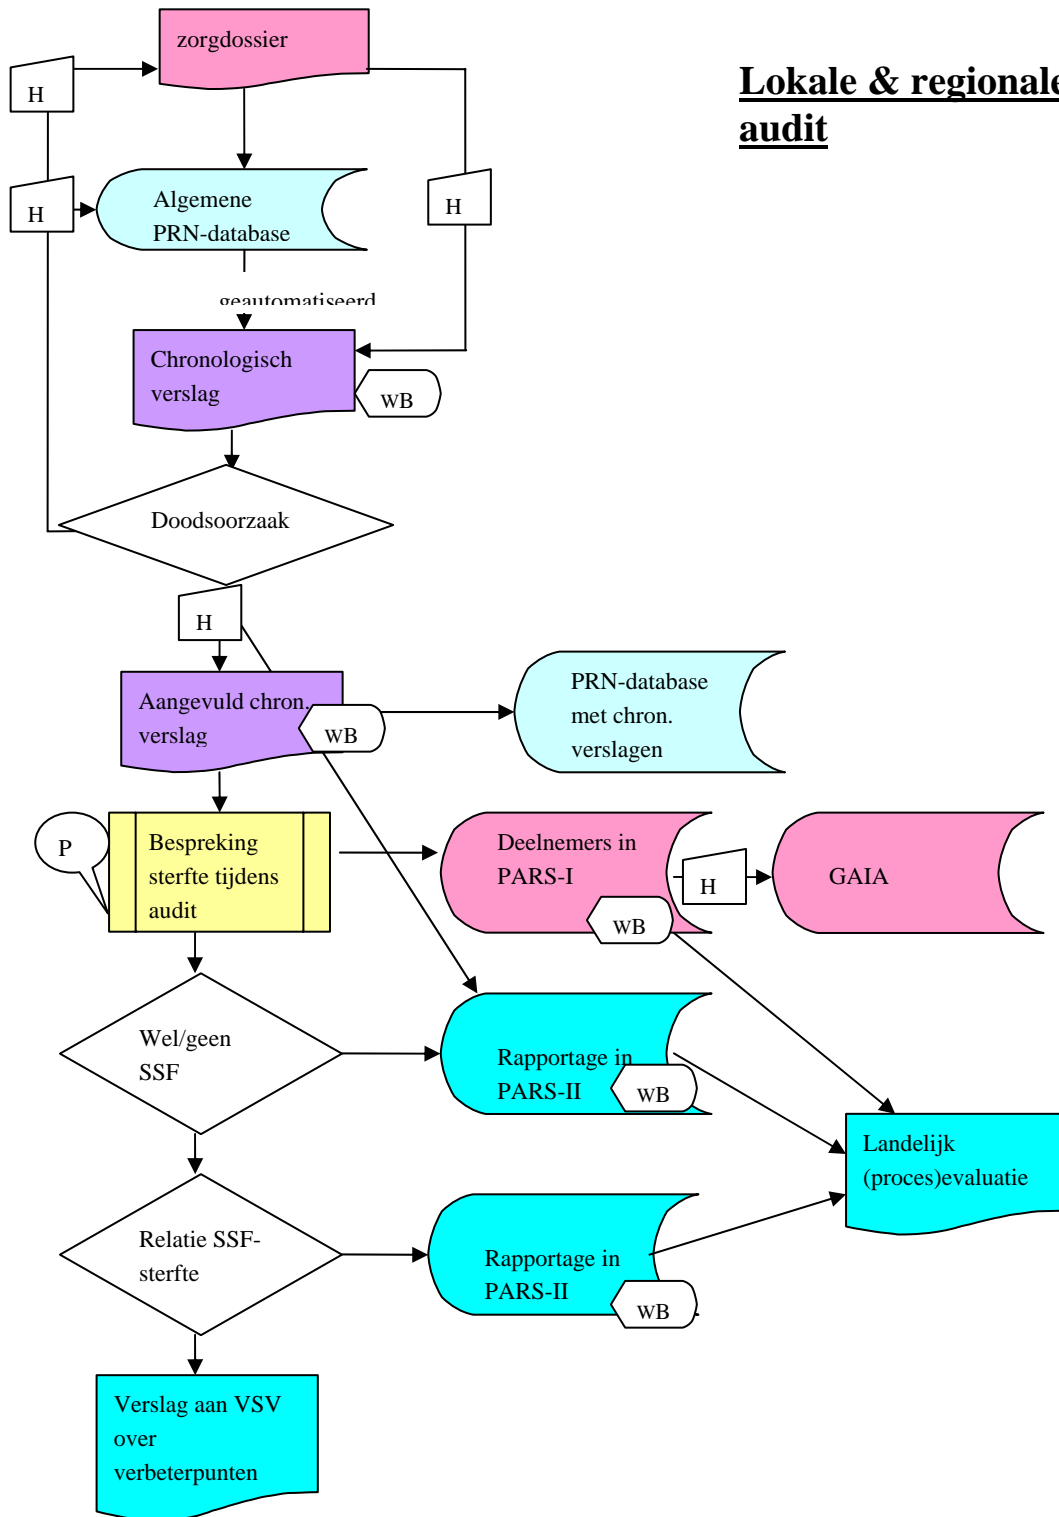 zorgdossier
Lokale & regionale
audit
H
H
H
Algemene
PRN-database
geautomatiseerd
Chronologisch
verslag
wB
Doodsoorzaak
H
Aangevuld chron.
verslag
wB
PRN-database
met chron.
verslagen
P
Bespreking
sterfte tijdens
audit
Deelnemers in
PARS-I
wB
H
GAIA
Wel/geen
SSF
Rapportage in
PARS-II
wB
Landelijk
(proces)evaluatie
Relatie SSF-
sterfte
Rapportage in
PARS-II
wB
Verslag aan VSV
over
verbeterpunten